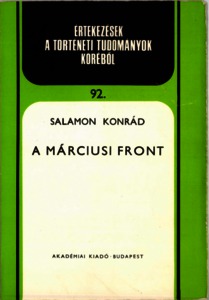 ÉRTEKEZÉSEK
A TÖRTÉNETI TUDOMÁNYOK
KÖRÉBŐL
92.
SALAMON KONRÁD
A MÁRCIUSI FRONT
AKADÉMIAI KIADÓ · BUDAPEST